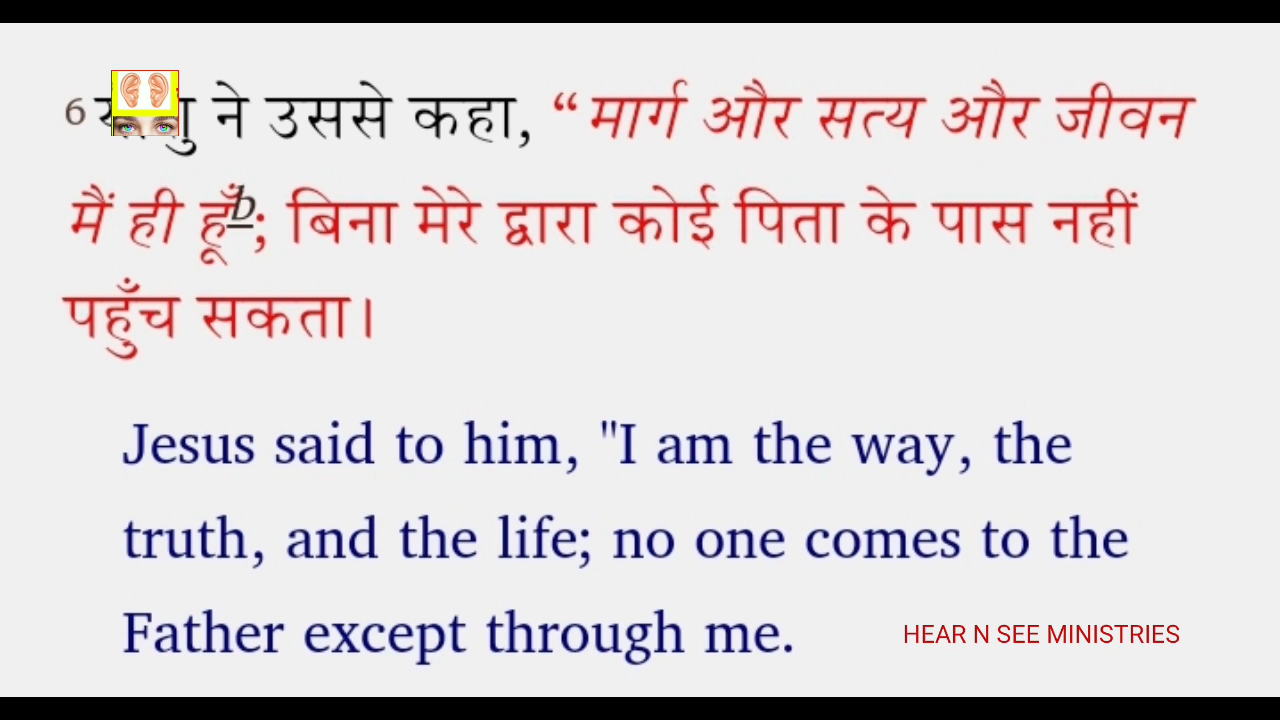 6 ने उससे कहा, “मार्ग और सत्य और जीवन
मैं ही हूँb; बिना मेरे द्वारा कोई पिता के पास नहीं
पहुँच सकता।
Jesus said to him, "I am the way, the
truth, and the life; no one comes to the
Father except through me.
HEAR N SEE MINISTRIES